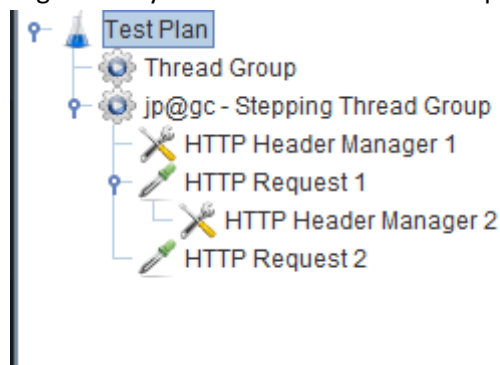 Test Plan
Thread Group
jp@gc - Stepping Thread Group
HTTP Header Manager 1
HTTP Request 1
HTTP Header Manager 2
HTTP Request 2